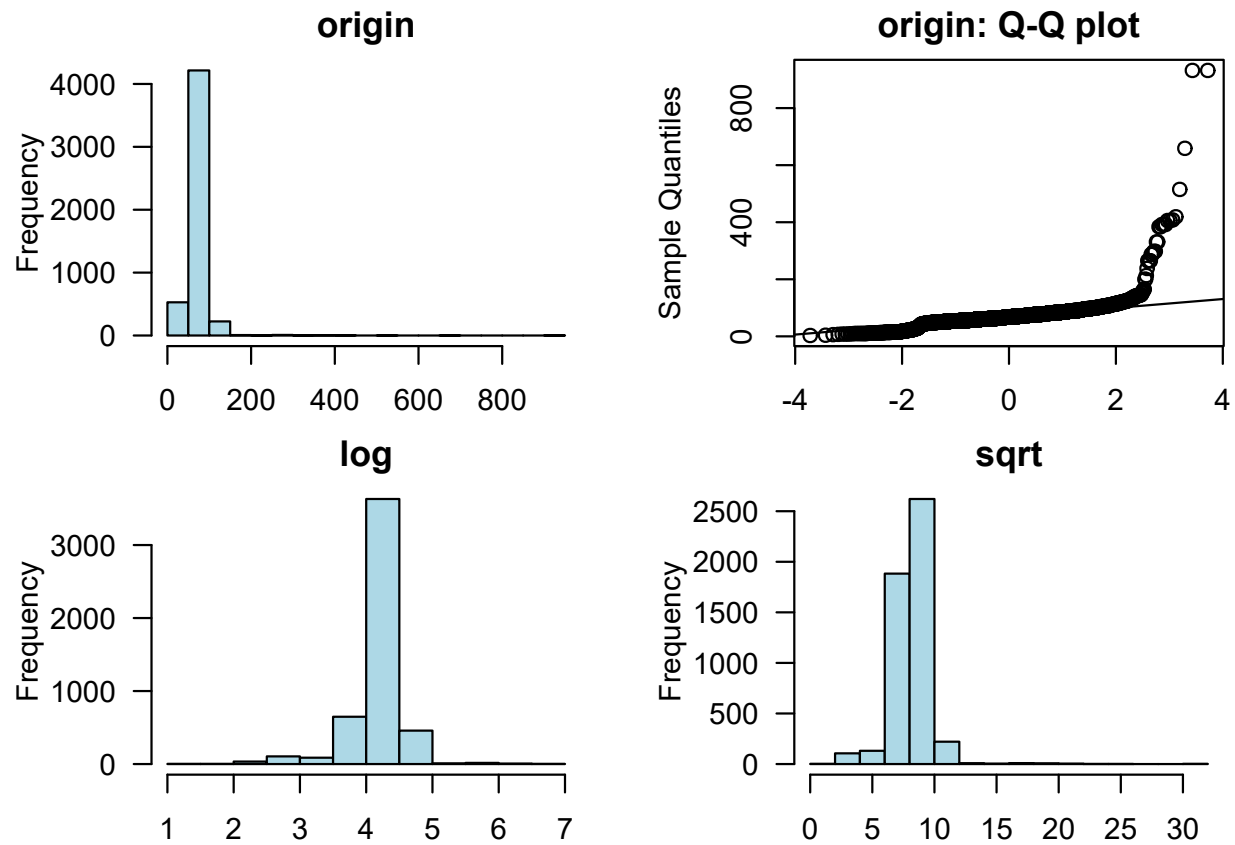 origin
Frequency
4000
3000
2000
1000
0
0 200 400 600 800
origin: Q-Q plot
Sample Quantiles
800
400
0
-4 -2 0 2 4
log
Frequency
3000
2000
1000
0
1 2 3 4 5 6 7
sqrt
Frequency
2500
2000
1500
1000
500
0
0 5 10 15 20 25 30